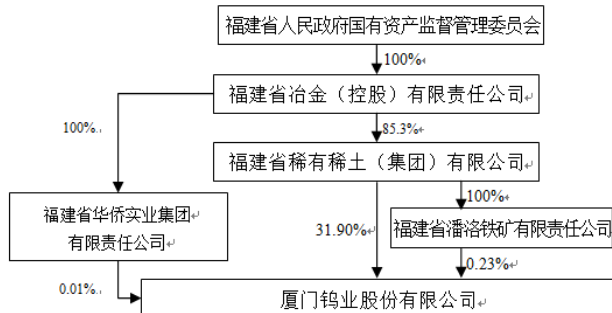 福建省人民政府国有资产监督管理委员会
100%
福建省冶金（控股）有限责任公司
100%
85.3%
福建省稀有稀土（集团）有限公司
100%
福建省华侨实业集团
有限责任公司
31.90%
福建省潘洛铁矿有限责任公司
0.01%
0.23%
厦门钨业股份有限公司